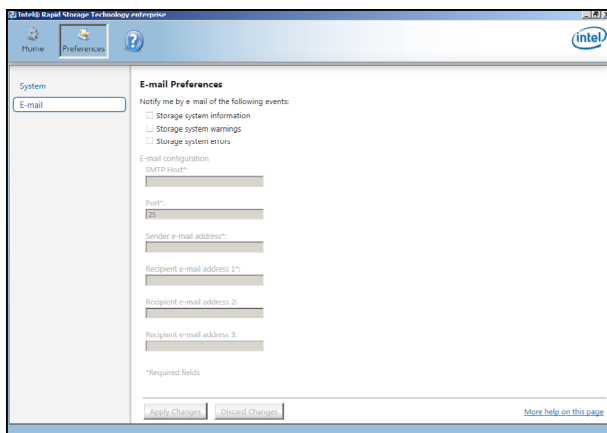 Intel® Rapid Storage Technology enterprise
Home
Preferences
?
intel
System
E-mail
E-mail Preferences
Notify me by e-mail of the following events:
Storage system information
Storage system warnings
Storage system errors
E-mail configuration
SMTP Host*:
Port*:
25
Sender e-mail address*:
Recipient e-mail address 1*:
Recipient e-mail address 2:
Recipient e-mail address 3:
*Required fields
Apply Changes
Discard Changes
More help on this page